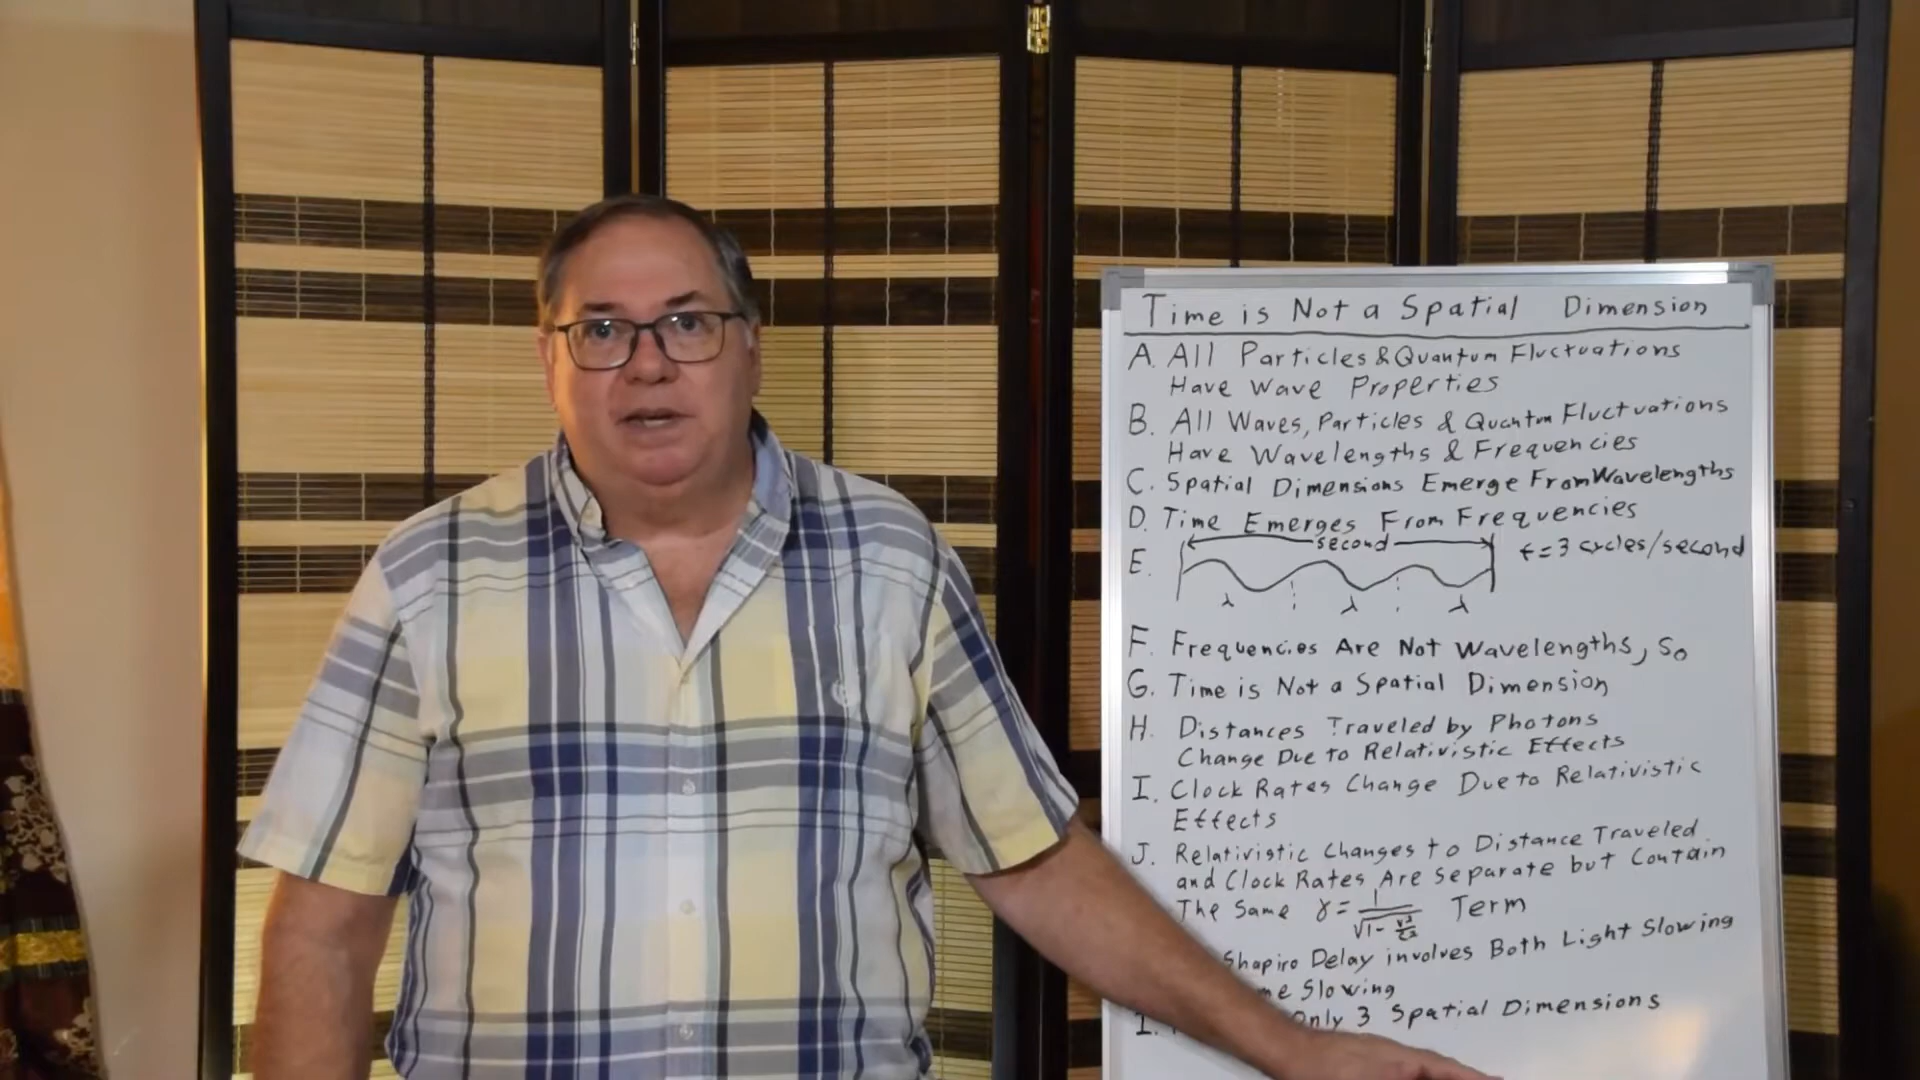 Time is Not a Spatial Dimension
A. All Particles & Quantum Fluctuations
Have Wave Properties
B. All Waves, Particles & Quantum Fluctuations
Have Wavelengths & Frequencies
C. Spatial Dimensions Emerge From Wavelengths
D. Time Emerges From Frequencies
E. second f=3 cycles/second
λ λ λ
F. Frequencies Are Not Wavelengths, So
G. Time is Not a Spatial Dimension
H. Distances Traveled by Photons
Change Due to Relativistic Effects
I. Clock Rates Change Due to Relativistic
Effects
J. Relativistic Changes to Distance Traveled
and Clock Rates Are Separate but Contain
The Same γ = 1/√(1-v²/c²) Term
Shapiro Delay involves Both Light Slowing
Slowing
Only 3 Spatial Dimensions